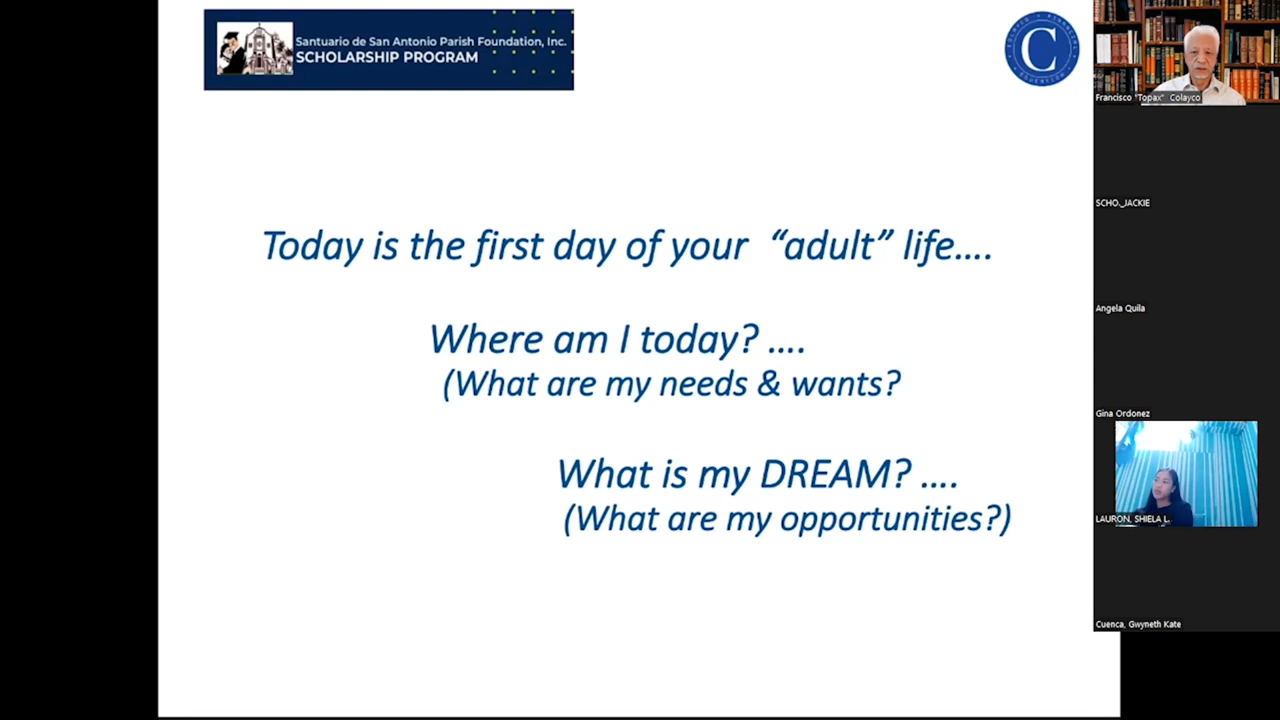 Santuario de San Antonio Parish Foundation, Inc.
SCHOLARSHIP PROGRAM
C
Today is the first day of your “adult” life….
Where am I today? ….
(What are my needs & wants?
What is my DREAM? ….
(What are my opportunities?)
Francisco "Topax" Colayco
SCHO._JACKIE
Angela Quila
Gina Ordonez
LAURON, SHIELA L.
Cuenca, Gwyneth Kate